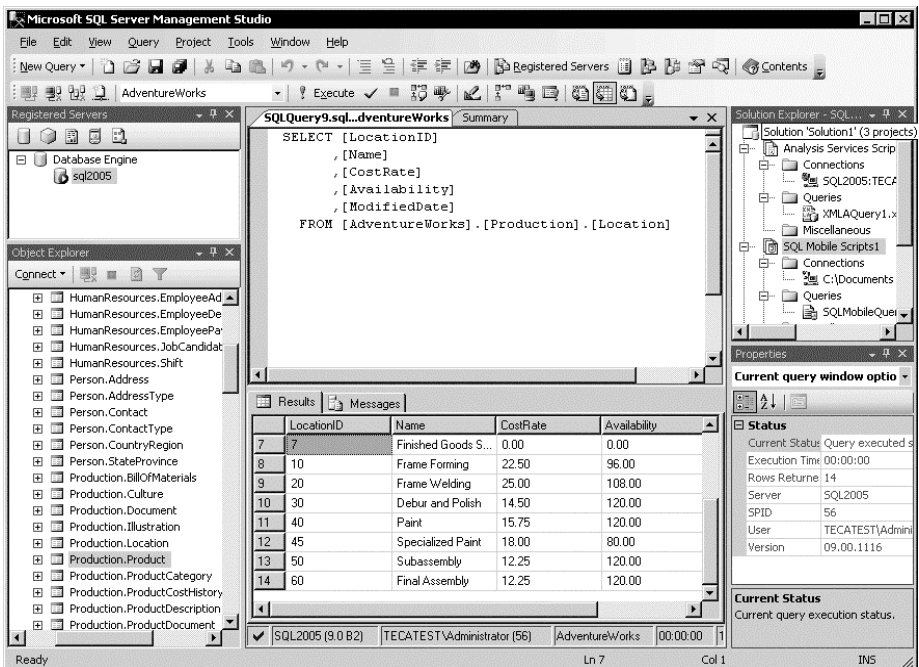 Microsoft SQL Server Management Studio
File Edit View Query Project Tools Window Help
New Query Registered Servers Contents
AdventureWorks Execute
Registered Servers
Database Engine
sql2005
Object Explorer
Connect
HumanResources.EmployeeAd
HumanResources.EmployeeDe
HumanResources.EmployeePa
HumanResources.JobCandidat
HumanResources.Shift
Person.Address
Person.AddressType
Person.Contact
Person.ContactType
Person.CountryRegion
Person.StateProvince
Production.BillOfMaterials
Production.Culture
Production.Document
Production.Illustration
Production.Location
Production.Product
Production.ProductCategory
Production.ProductCostHistory
Production.ProductDescription
Production.ProductDocument
SQLQuery9.sql...dventureWorks Summary
SELECT [LocationID]
,[Name]
,[CostRate]
,[Availability]
,[ModifiedDate]
FROM [AdventureWorks].[Production].[Location]
Results Messages
LocationID Name CostRate Availability
7 7 Finished Goods S... 0.00 0.00
8 10 Frame Forming 22.50 96.00
9 20 Frame Welding 25.00 108.00
10 30 Debur and Polish 14.50 120.00
11 40 Paint 15.75 120.00
12 45 Specialized Paint 18.00 80.00
13 50 Subassembly 12.25 120.00
14 60 Final Assembly 12.25 120.00
SQL2005 (9.0 B2) TECATEST\Administrator (56) AdventureWorks 00:00:00 1
Solution Explorer - SQL...
Solution 'Solution1' (3 projects)
Analysis Services Scrip
Connections
SQL2005:TECA
Queries
XMLAQuery1.x
Miscellaneous
SQL Mobile Scripts1
Connections
C:\Documents
Queries
SQLMobileQuer
Properties
Current query window optio
Status
Current Statu Query executed s
Execution Time 00:00:00
Rows Returne 14
Server SQL2005
SPID 56
User TECATEST\Admini
Version 09.00.1116
Current Status
Current query execution status.
Ready Ln 7 Col 1 INS